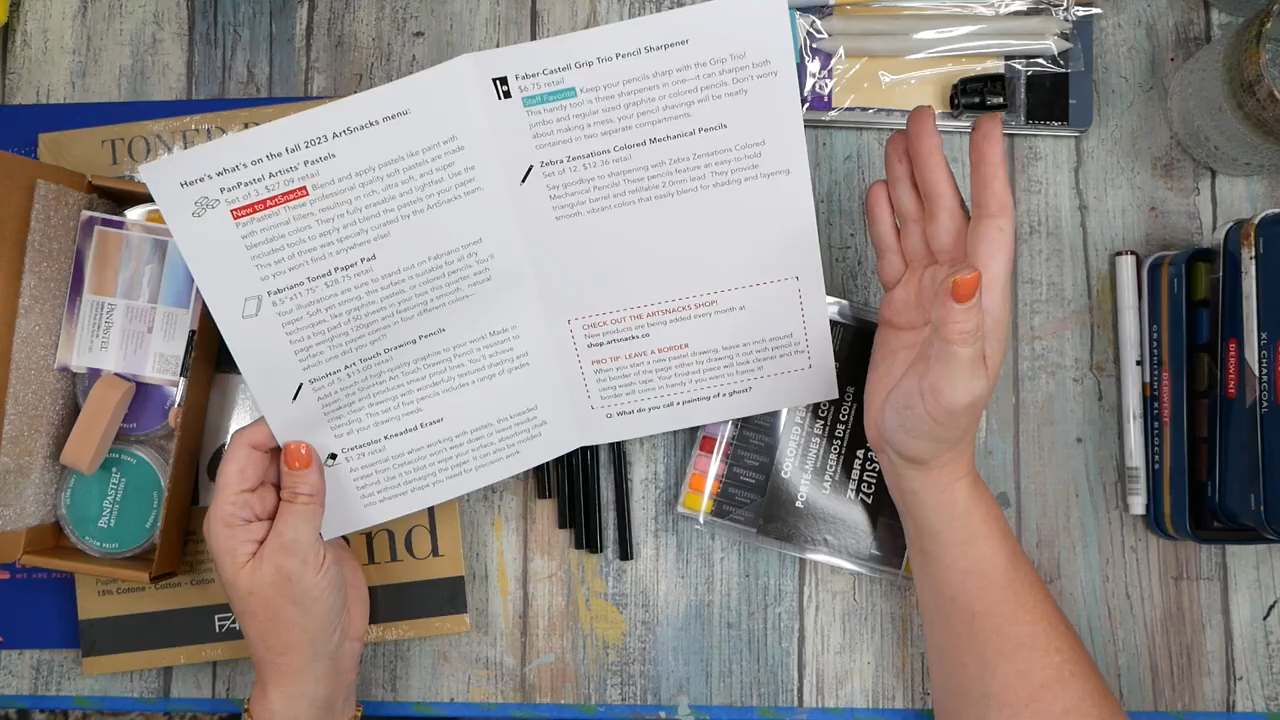 Here's what's on the fall 2023 ArtSnacks menu:
PanPastel Artists' Pastels
Set of 3, $27.09 retail
New to ArtSnacks Blend and apply pastels like paint with
PanPastels! These professional quality soft pastels are made
with minimal fillers, resulting in ultra soft, and super
blendable colors. They're fully erasable and lightfast. Use the
included tools to apply and blend the pastels on your paper
This set of three was specially curated by the ArtSnacks team,
so you won't find it anywhere else!
Fabriano Toned Paper Pad
8.5"x11.75" $28.75 retail
Your illustrations are sure to stand out on Fabriano toned
paper. Soft yet strong, this surface is suitable for all dry
techniques, like graphite, pastels, or colored pencils. You'll
find a big pad of 50 sheets in your box this quarter, each
page weighing 120gsm and featuring a smooth, natural
surface. This paper comes in four different colors—
which one did you get?
ShinHan Art Touch Drawing Pencils
Set of 5, retail
Add a touch of high-quality graphite to your work! Made in
Japan, the ShinHan Art Touch Drawing Pencil is resistant to
breakage and produces smear proof lines. You'll achieve
crisp, clean drawings with wonderfully textured shading and
blending. This set of five pencils includes a range of grades
for all your drawing needs.
Cretacolor Kneaded Eraser
$1.29 retail
An essential tool when working with pastels, this kneaded
eraser from Cretacolor won't wear down or leave residue
behind. Use it to blot or erase your surface, absorbing dust
without damaging the paper. It can also be molded
into whatever shape you need for precision work.
Faber-Castell Grip Trio Pencil Sharpener
$6.75 retail
Staff Favorite Keep your pencils sharp with the Grip Trio!
This handy tool is three sharpeners in one—it can sharpen both
jumbo and regular sized graphite or colored pencils. Don't worry
about making a mess, your pencil shavings will be neatly
contained in two separate compartments.
Zebra Zensations Colored Mechanical Pencils
Set of 12, $12.36 retail
Say goodbye to sharpening with Zebra Zensations Colored
Mechanical Pencils! These pencils feature an easy-to-hold
triangular barrel and refillable 2.0mm lead. They provide
smooth, vibrant colors that easily blend for shading and layering.
CHECK OUT THE ARTSNACKS SHOP!
New products are being added every month at
shop.artsnacks.co
PRO TIP: LEAVE A BORDER
When you start a new pastel drawing, leave an inch around
the border of the page either by drawing it out with pencil or
using washi tape. Your finished piece will look cleaner and the
border will come in handy if you want to frame it!
Q: What do you call a painting of a ghost?
TONED
PANPASTEL
EXTRA SUAVE
PANPASTEL
ARTISTS' PASTELS
EXTRA WEICH
WE ARE
nd
15% Cotone - Cotton - Coton
FA
COLORED PEN
PORTE-MINES EN CO
LAPICEROS DE COLOR
ZEBRA
zensa
GRAPHITINT XL BLOCKS
DERWENT
DERWENT
XL CHARCOAL